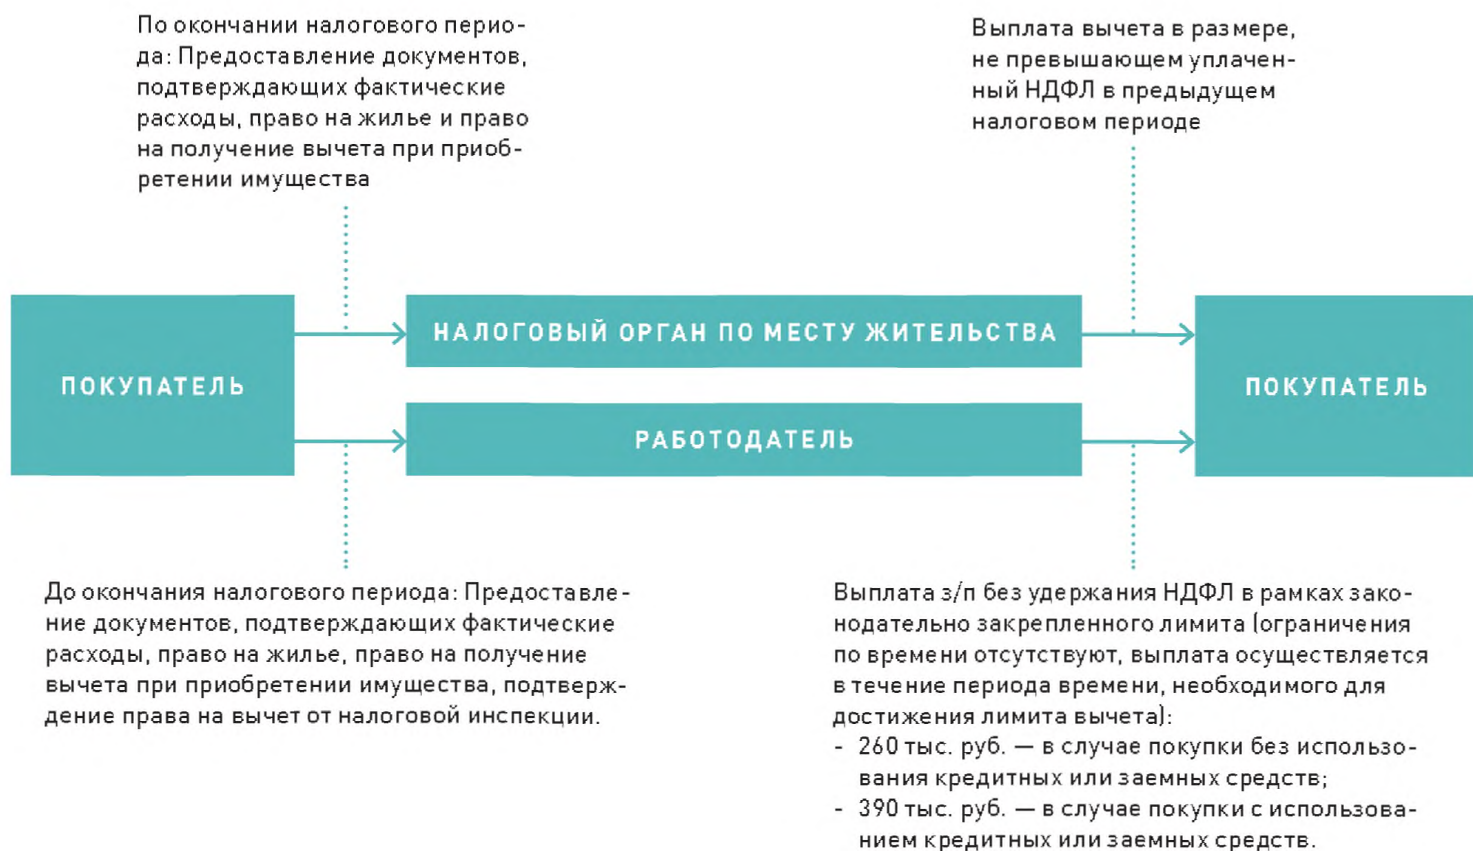 По окончании налогового перио-
да: Предоставление документов,
подтверждающих фактические
расходы, право на жилье и право
на получение вычета при приоб-
ретении имущества
Выплата вычета в размере,
не превышающем уплачен-
ный НДФЛ в предыдущем
налоговом периоде
ПОКУПАТЕЛЬ
НАЛОГОВЫЙ ОРГАН ПО МЕСТУ ЖИТЕЛЬСТВА
РАБОТОДАТЕЛЬ
ПОКУПАТЕЛЬ
До окончания налогового периода: Предоставле-
ние документов, подтверждающих фактические
расходы, право на жилье, право на получение
вычета при приобретении имущества, подтверж-
дение права на вычет от налоговой инспекции.
Выплата з/п без удержания НДФЛ в рамках зако-
нодательно закрепленного лимита (ограничения
по времени отсутствуют, выплата осуществляется
в течение периода времени, необходимого для
достижения лимита вычета):
- 260 тыс. руб. — в случае покупки без использо-
вания кредитных или заемных средств;
- 390 тыс. руб. — в случае покупки с использова-
нием кредитных или заемных средств.